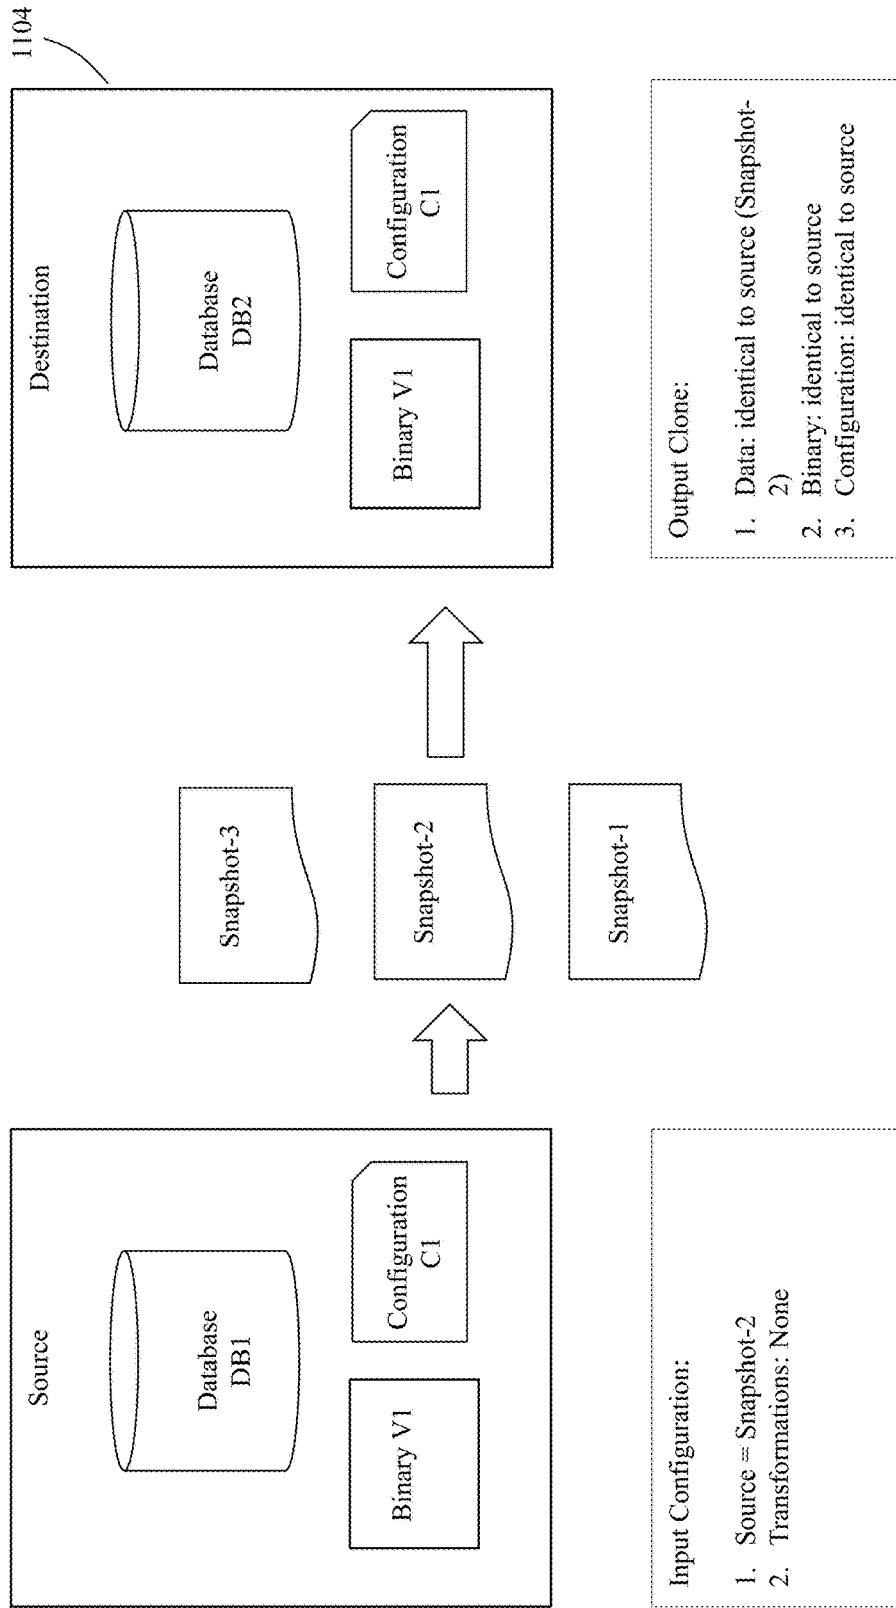 1104
Source
Database
DB1
Binary V1
Configuration
C1
Snapshot-3
Snapshot-2
Snapshot-1
Destination
Database
DB2
Binary V1
Configuration
C1
Input Configuration:
1. Source = Snapshot-2
2. Transformations: None
Output Clone:
1. Data: identical to source (Snapshot-
2)
2. Binary: identical to source
3. Configuration: identical to source